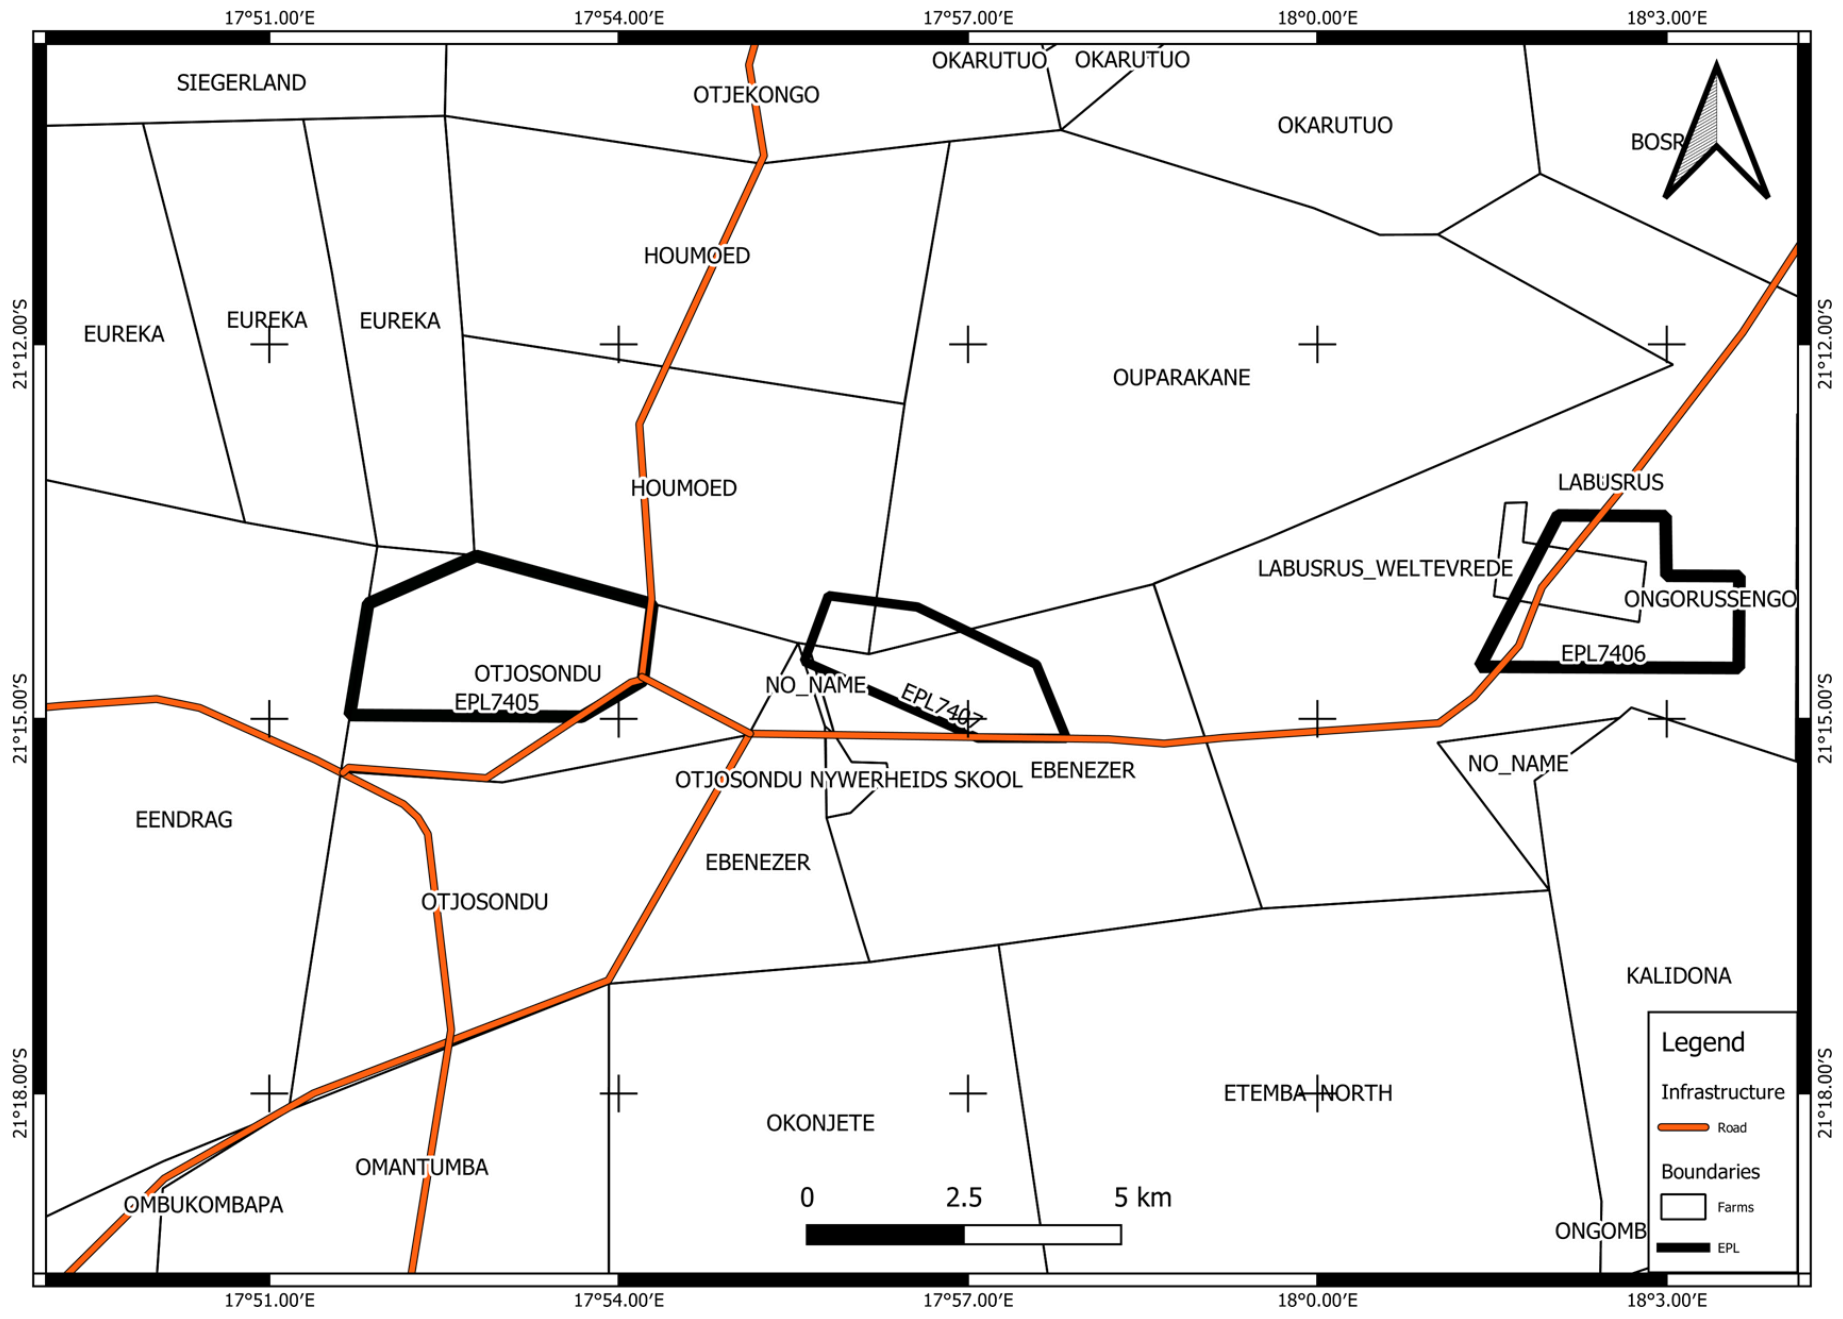 17°51.00′E 17°54.00′E 17°57.00′E 18°0.00′E 18°3.00′E
OKARUTUO OKARUTUO
SIEGERLAND
OTJEKONGO
OKARUTUO
BOSR
HOUMOED
EUREKA EUREKA EUREKA
21°12.00′S 21°12.00′S
OUPARAKANE
HOUMOED
LABUSRUS
LABUSRUS_WELTEVREDE
ONGORUSSENGO
EPL7406
OTJOSONDU
NO_NAME
EPL7405
EPL7407
21°15.00′S 21°15.00′S
NO_NAME
OTJOSONDU NYWERHEIDS SKOOL
EBENEZER
EENDRAG
EBENEZER
OTJOSONDU
KALIDONA
Legend
Infrastructure
Road
Boundaries
Farms
EPL
21°18.00′S 21°18.00′S
ETEMBA NORTH
OKONJETE
OMANTUMBA
OMBUKOMBAPA
0 2.5 5 km
ONGOMB
17°51.00′E 17°54.00′E 17°57.00′E 18°0.00′E 18°3.00′E